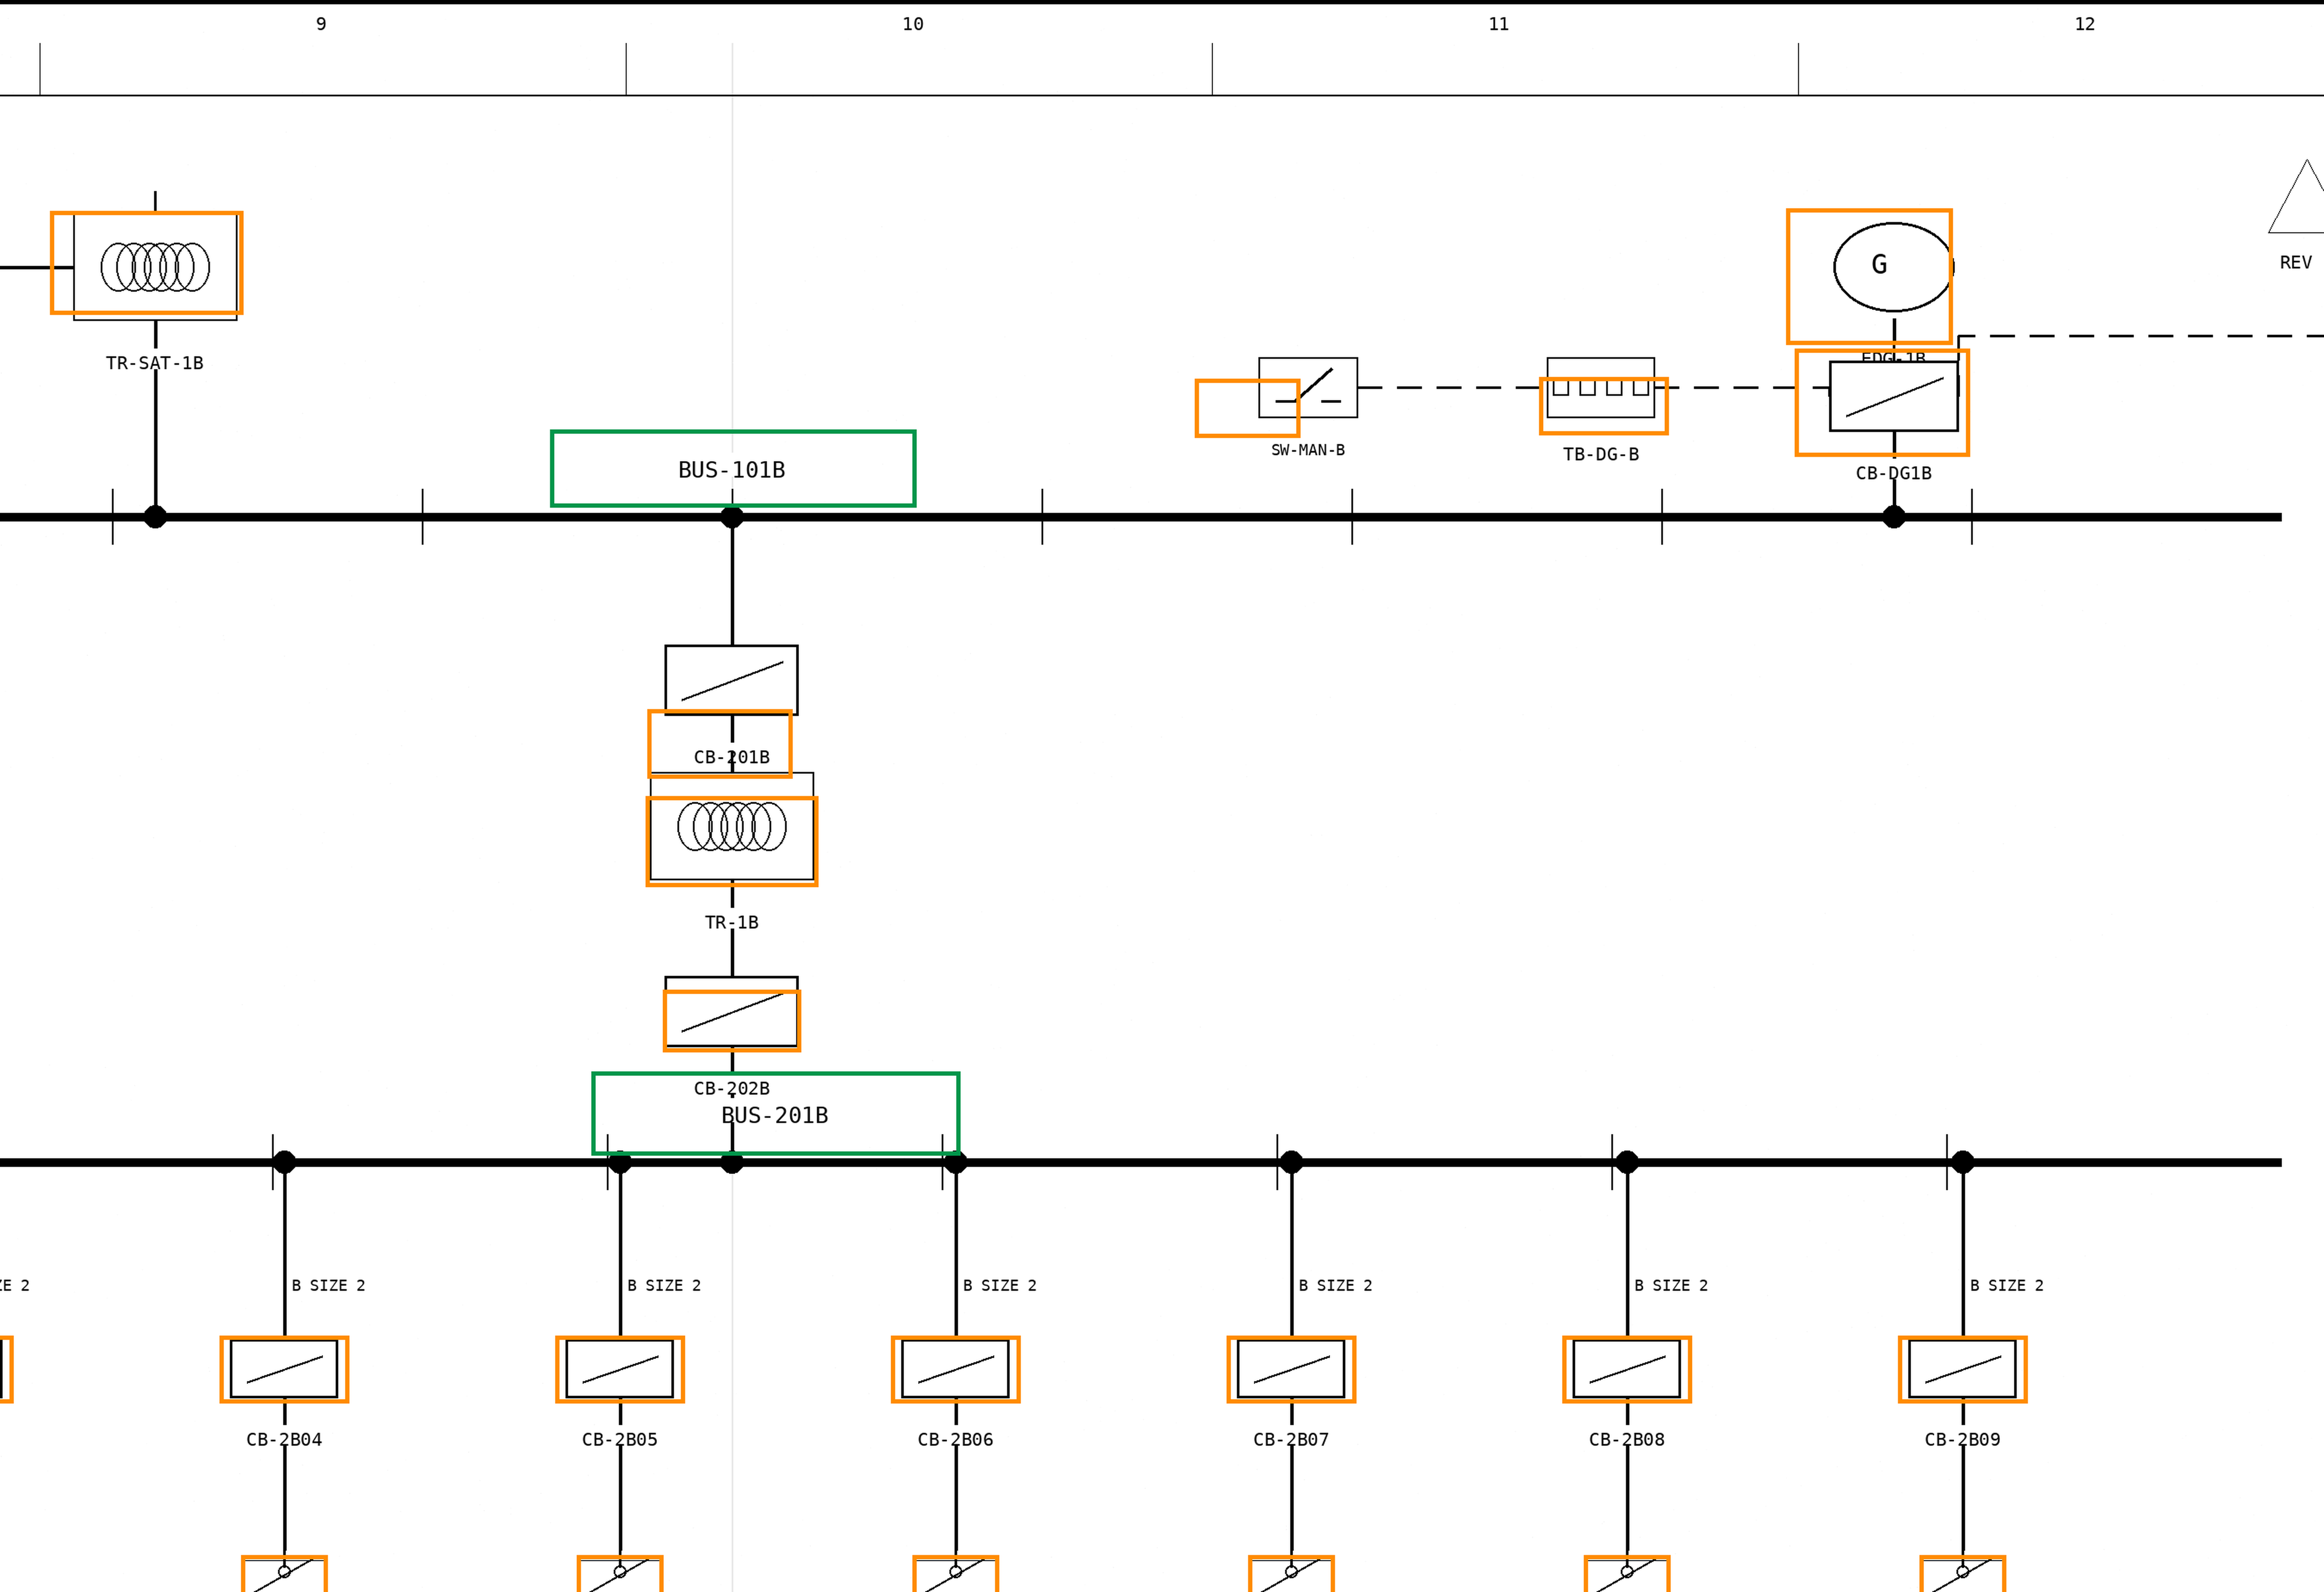 9 10 11 12
G
REV
EDG-1B
TR-SAT-1B
SW-MAN-B TB-DG-B
BUS-101B
CB-DG1B
CB-201B
TR-1B
CB-202B
BUS-201B
B SIZE 2 B SIZE 2 B SIZE 2 B SIZE 2 B SIZE 2 B SIZE 2
CB-2B04 CB-2B05 CB-2B06 CB-2B07 CB-2B08 CB-2B09